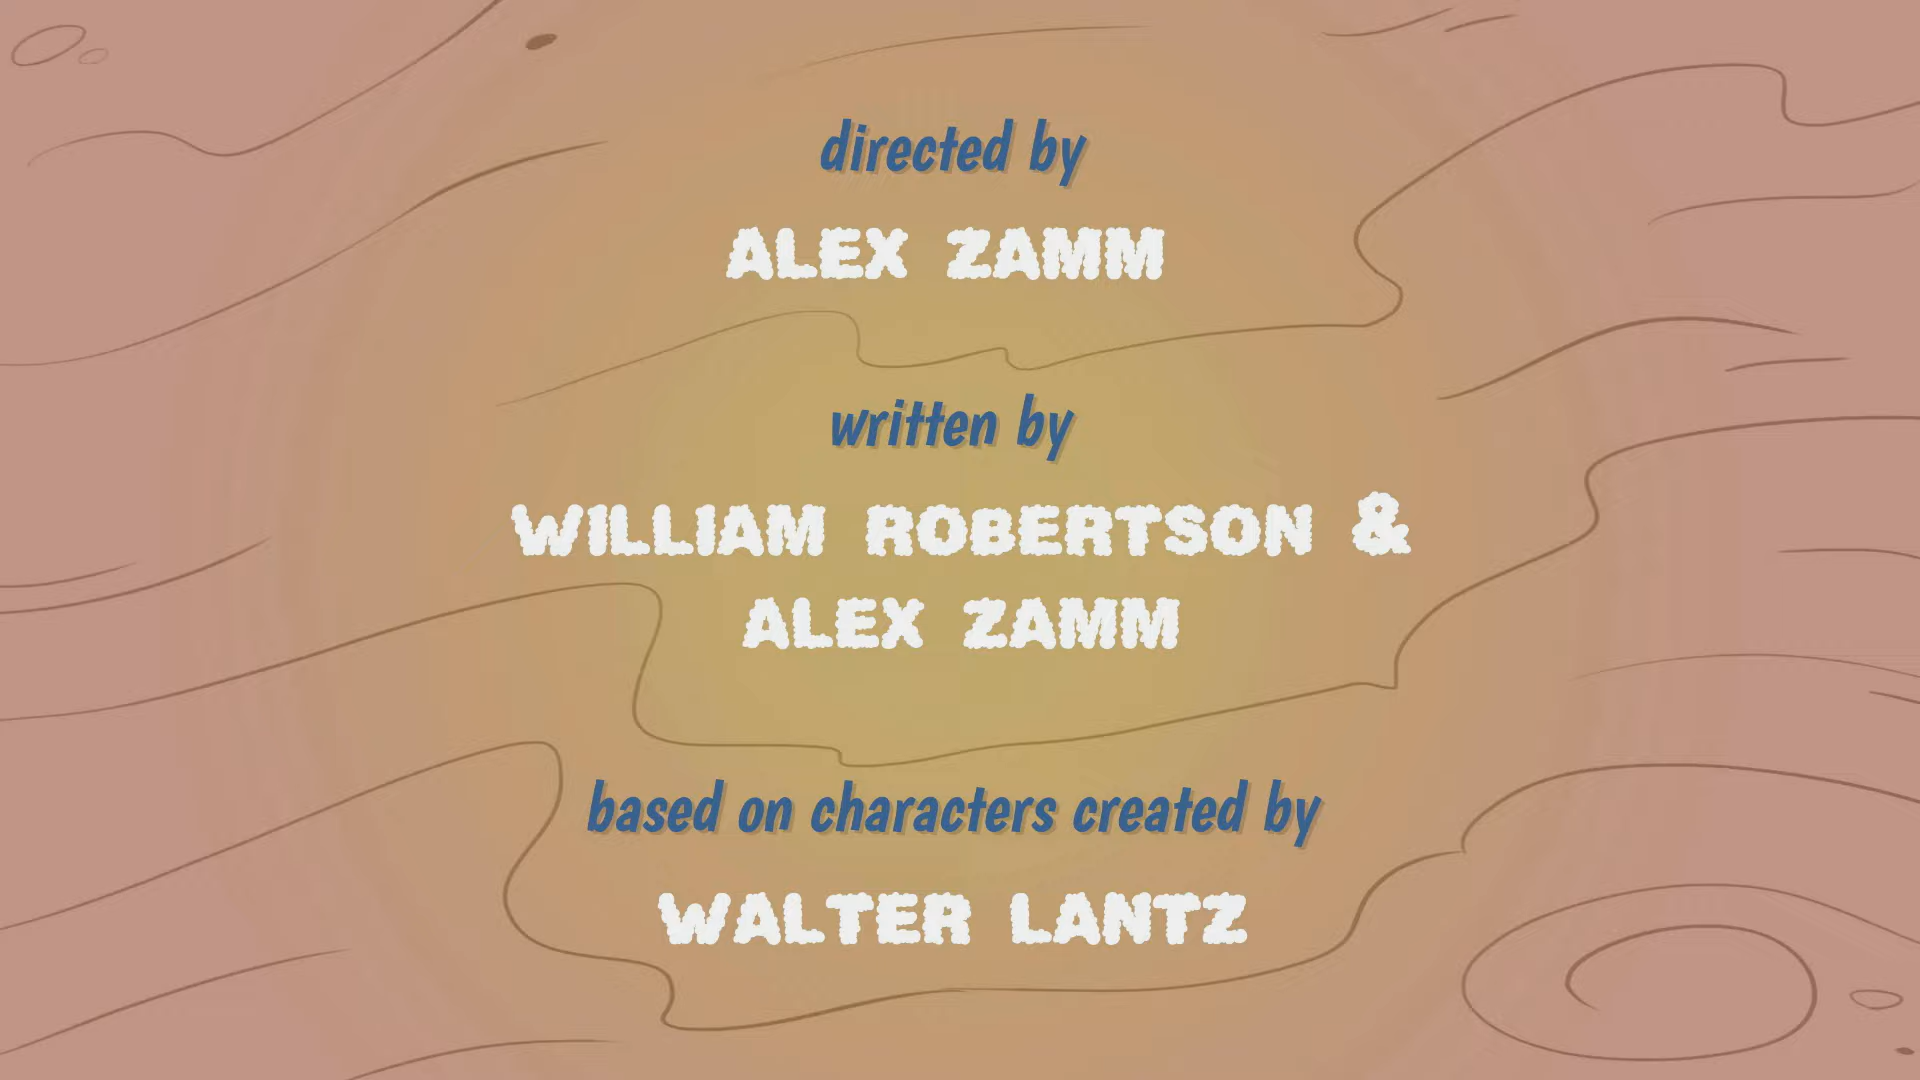 directed by
ALEX ZAMM
written by
WILLIAM ROBERTSON &
ALEX ZAMM
based on characters created by
WALTER LANTZ